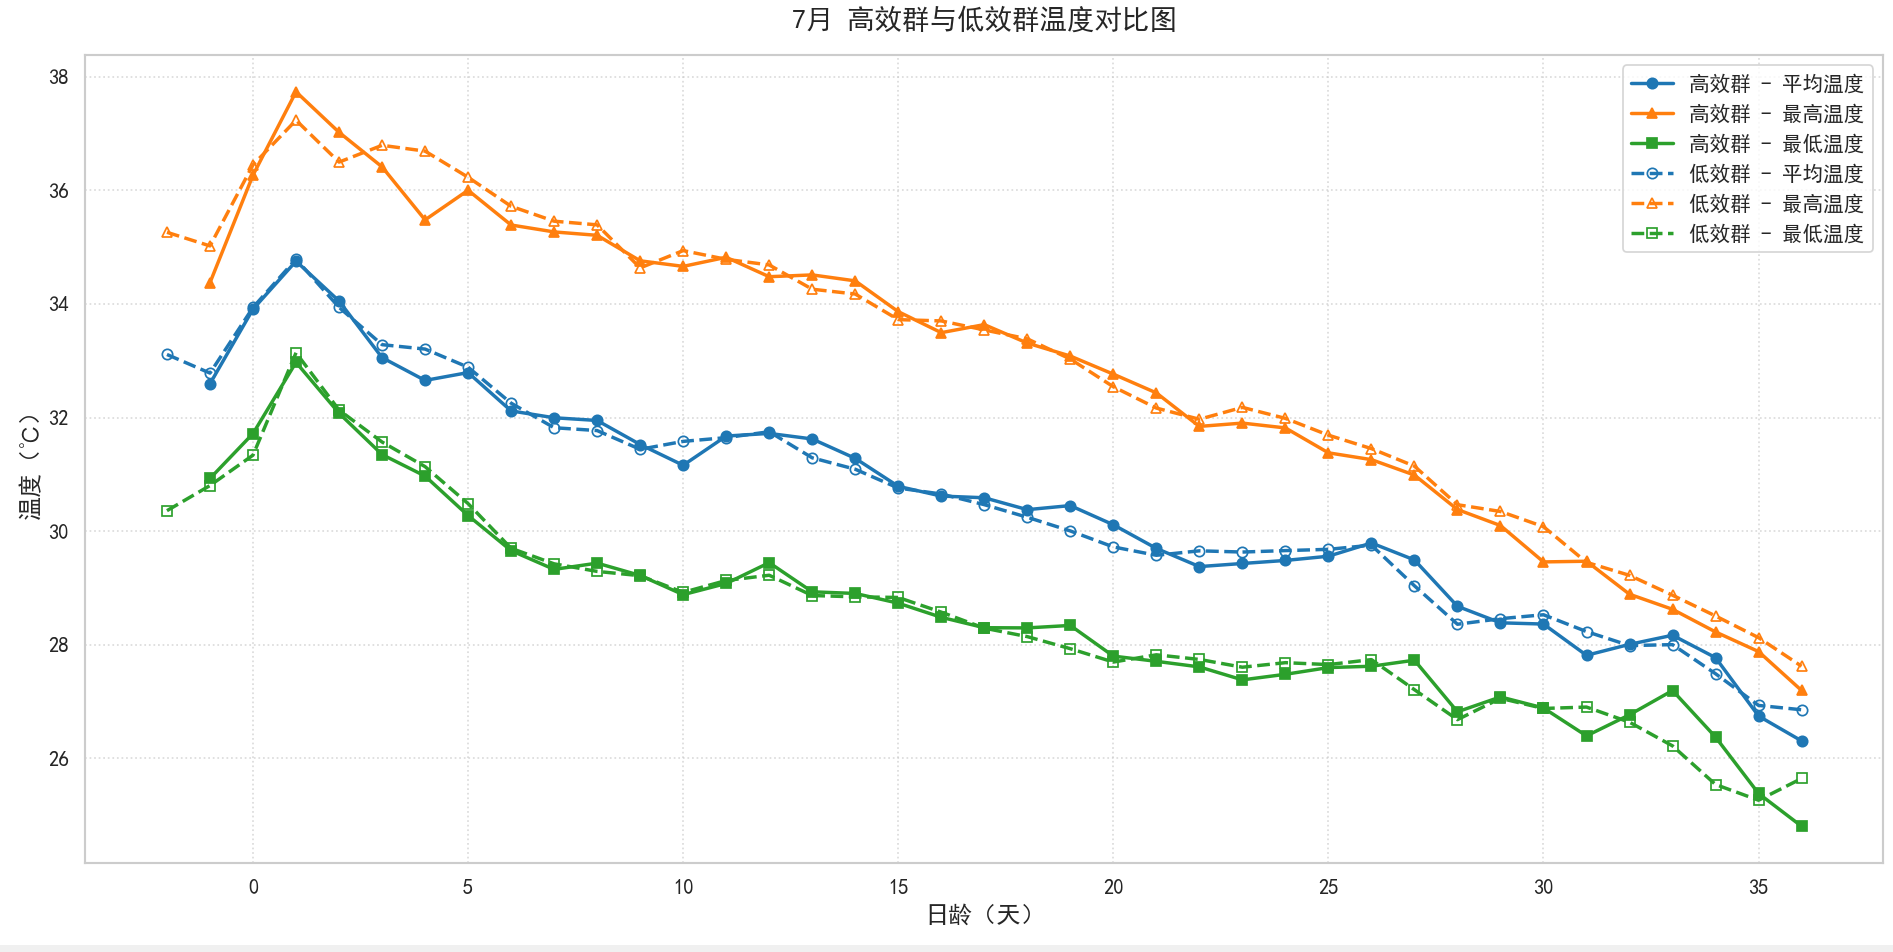 7月 高效群与低效群温度对比图
38
36
34
32
30
28
26
温度（℃）
0
5
10
15
20
25
30
35
日龄（天）
高效群 - 平均温度
高效群 - 最高温度
高效群 - 最低温度
低效群 - 平均温度
低效群 - 最高温度
低效群 - 最低温度